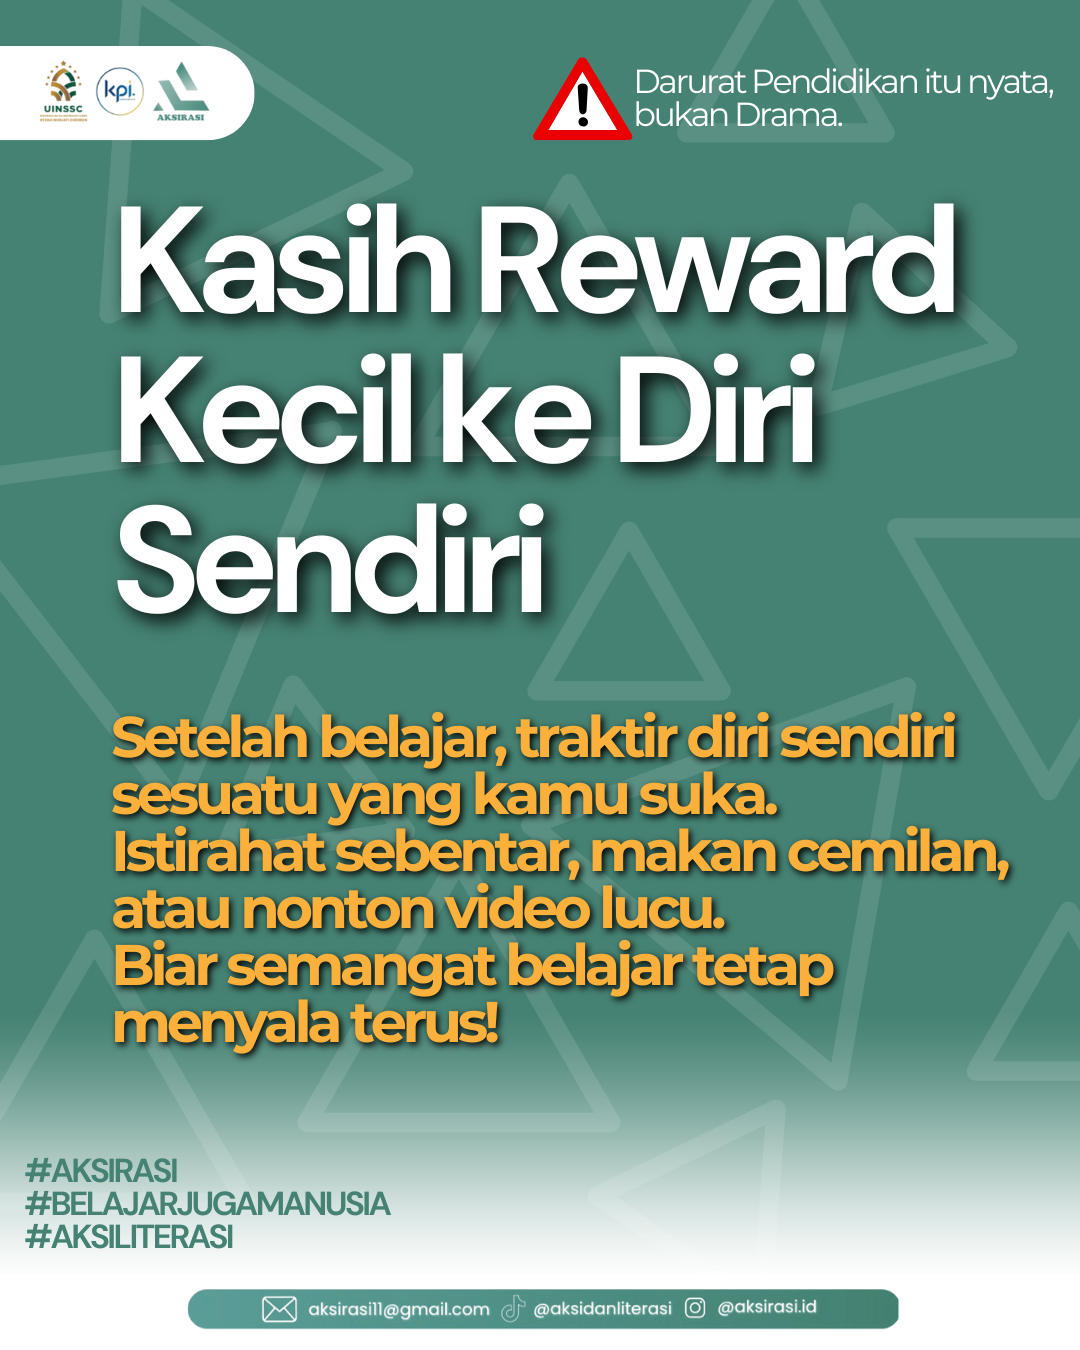 UINSSC
kpi.
AKSIRASI
Darurat Pendidikan itu nyata,
bukan Drama.
Kasih Reward
Kecil ke Diri
Sendiri
Setelah belajar, traktir diri sendiri
sesuatu yang kamu suka.
Istirahat sebentar, makan cemilan,
atau nonton video lucu.
Biar semangat belajar tetap
menyala terus!
#AKSIRASI
#BELAJARJUGAMANUSIA
#AKSILITERASI
aksirasi11@gmail.com @aksidanliterasi @aksirasi.id